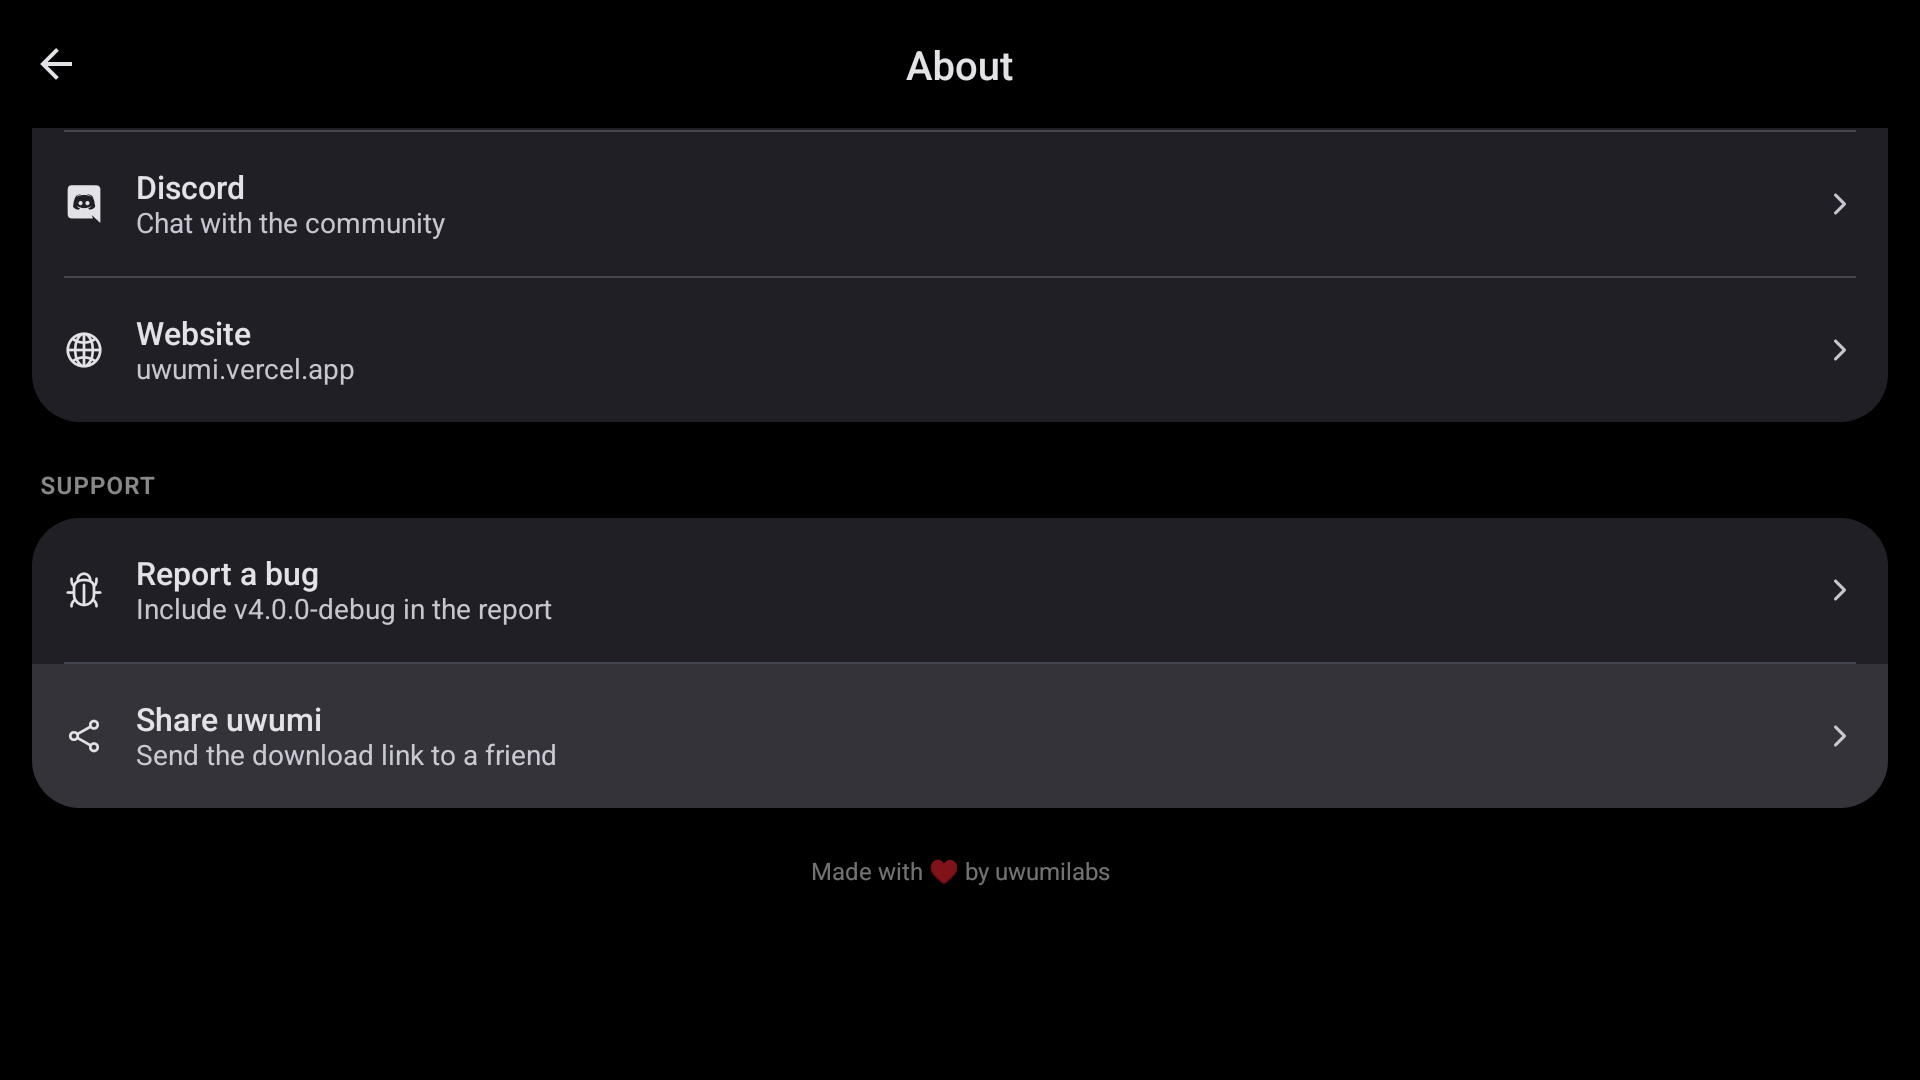 About
Discord
Chat with the community
Website
uwumi.vercel.app
SUPPORT
Report a bug
Include v4.0.0-debug in the report
Share uwumi
Send the download link to a friend
Made with ❤️ by uwumilabs